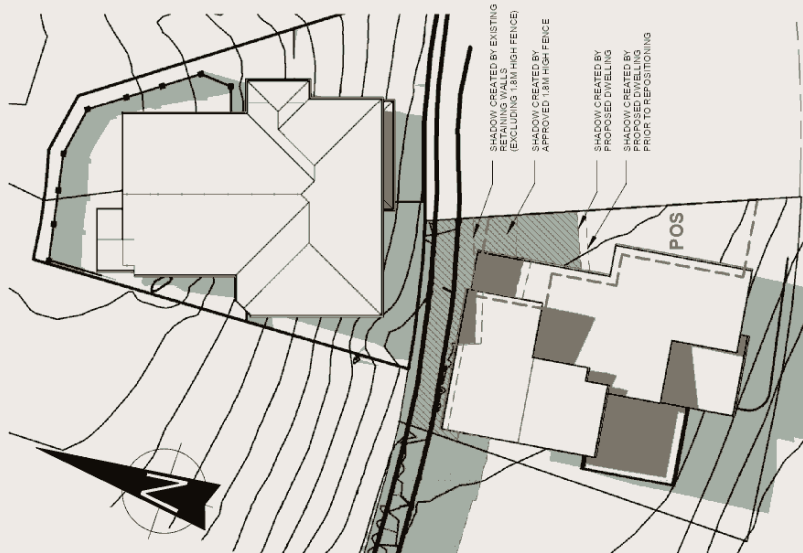 SHADOW CREATED BY EXISTING
RETAINING WALLS
(EXCLUDING 1.8M HIGH FENCE)
SHADOW CREATED BY
APPROVED 1.8M HIGH FENCE
SHADOW CREATED BY
PROPOSED DWELLING
SHADOW CREATED BY
PROPOSED DWELLING
PRIOR TO REPOSITIONING
POS
N